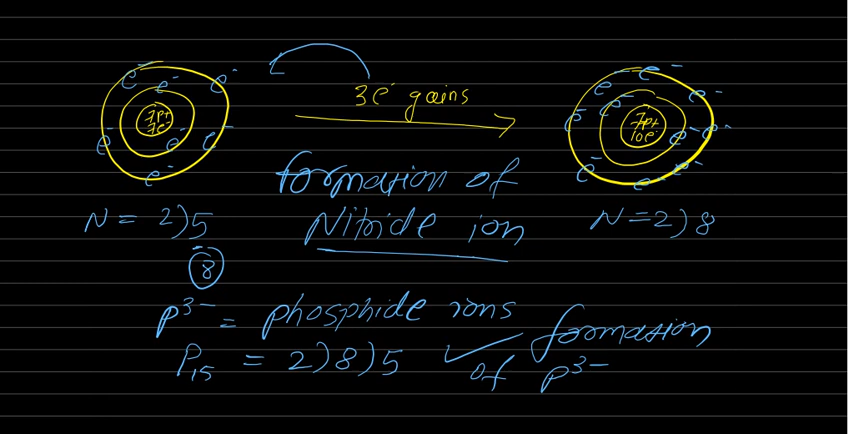 e⁻ e⁻ e⁻
3e⁻ gains
e⁻ e⁻ e⁻ e⁻
7p+
7e⁻
e⁻ e⁻ e⁻
e⁻
7p+
10e⁻
e⁻ e⁻ e⁻
e⁻ e⁻ e⁻
formation of
N = 2)5
Nitride ion
N = 2)8
8
p³⁻ = phosphide ions
P₁₅ = 2)8)5
formation
of p³⁻